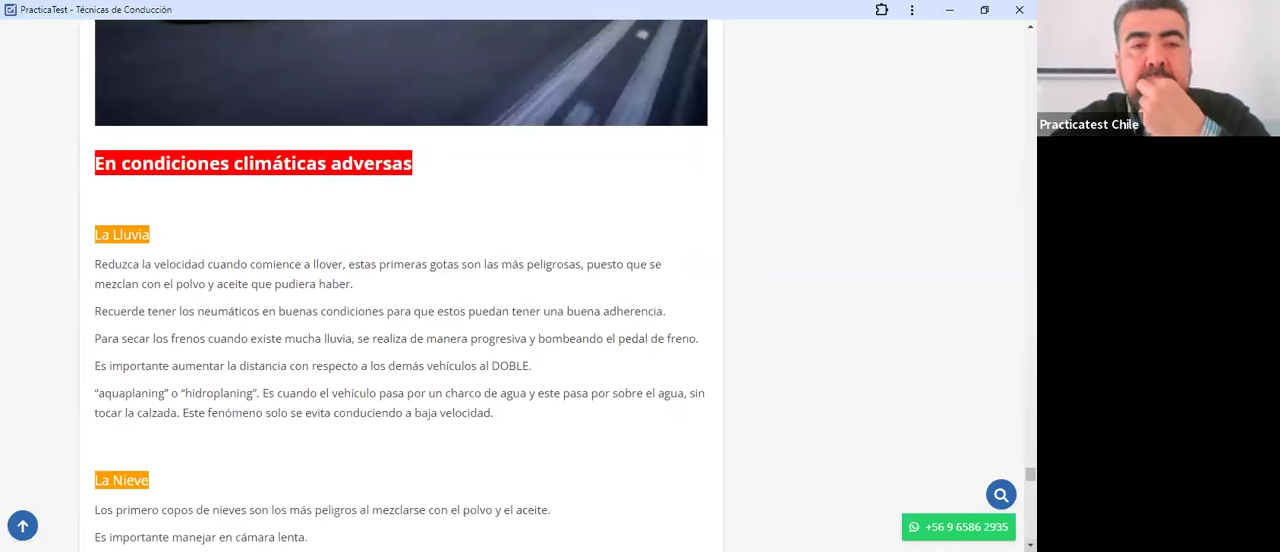 PracticaTest - Técnicas de Conducción
Practicatest Chile
En condiciones climáticas adversas
La Lluvia
Reduzca la velocidad cuando comience a llover, estas primeras gotas son las más peligrosas, puesto que se
mezclan con el polvo y aceite que pudiera haber.
Recuerde tener los neumáticos en buenas condiciones para que estos puedan tener una buena adherencia.
Para secar los frenos cuando existe mucha lluvia, se realiza de manera progresiva y bombeando el pedal de freno.
Es importante aumentar la distancia con respecto a los demás vehículos al DOBLE.
“aquaplaning” o “hidroplaning”. Es cuando el vehículo pasa por un charco de agua y este pasa por sobre el agua, sin
tocar la calzada. Este fenómeno solo se evita conduciendo a baja velocidad.
La Nieve
Los primero copos de nieves son los más peligros al mezclarse con el polvo y el aceite.
Es importante manejar en cámara lenta.
+56 9 6586 2935